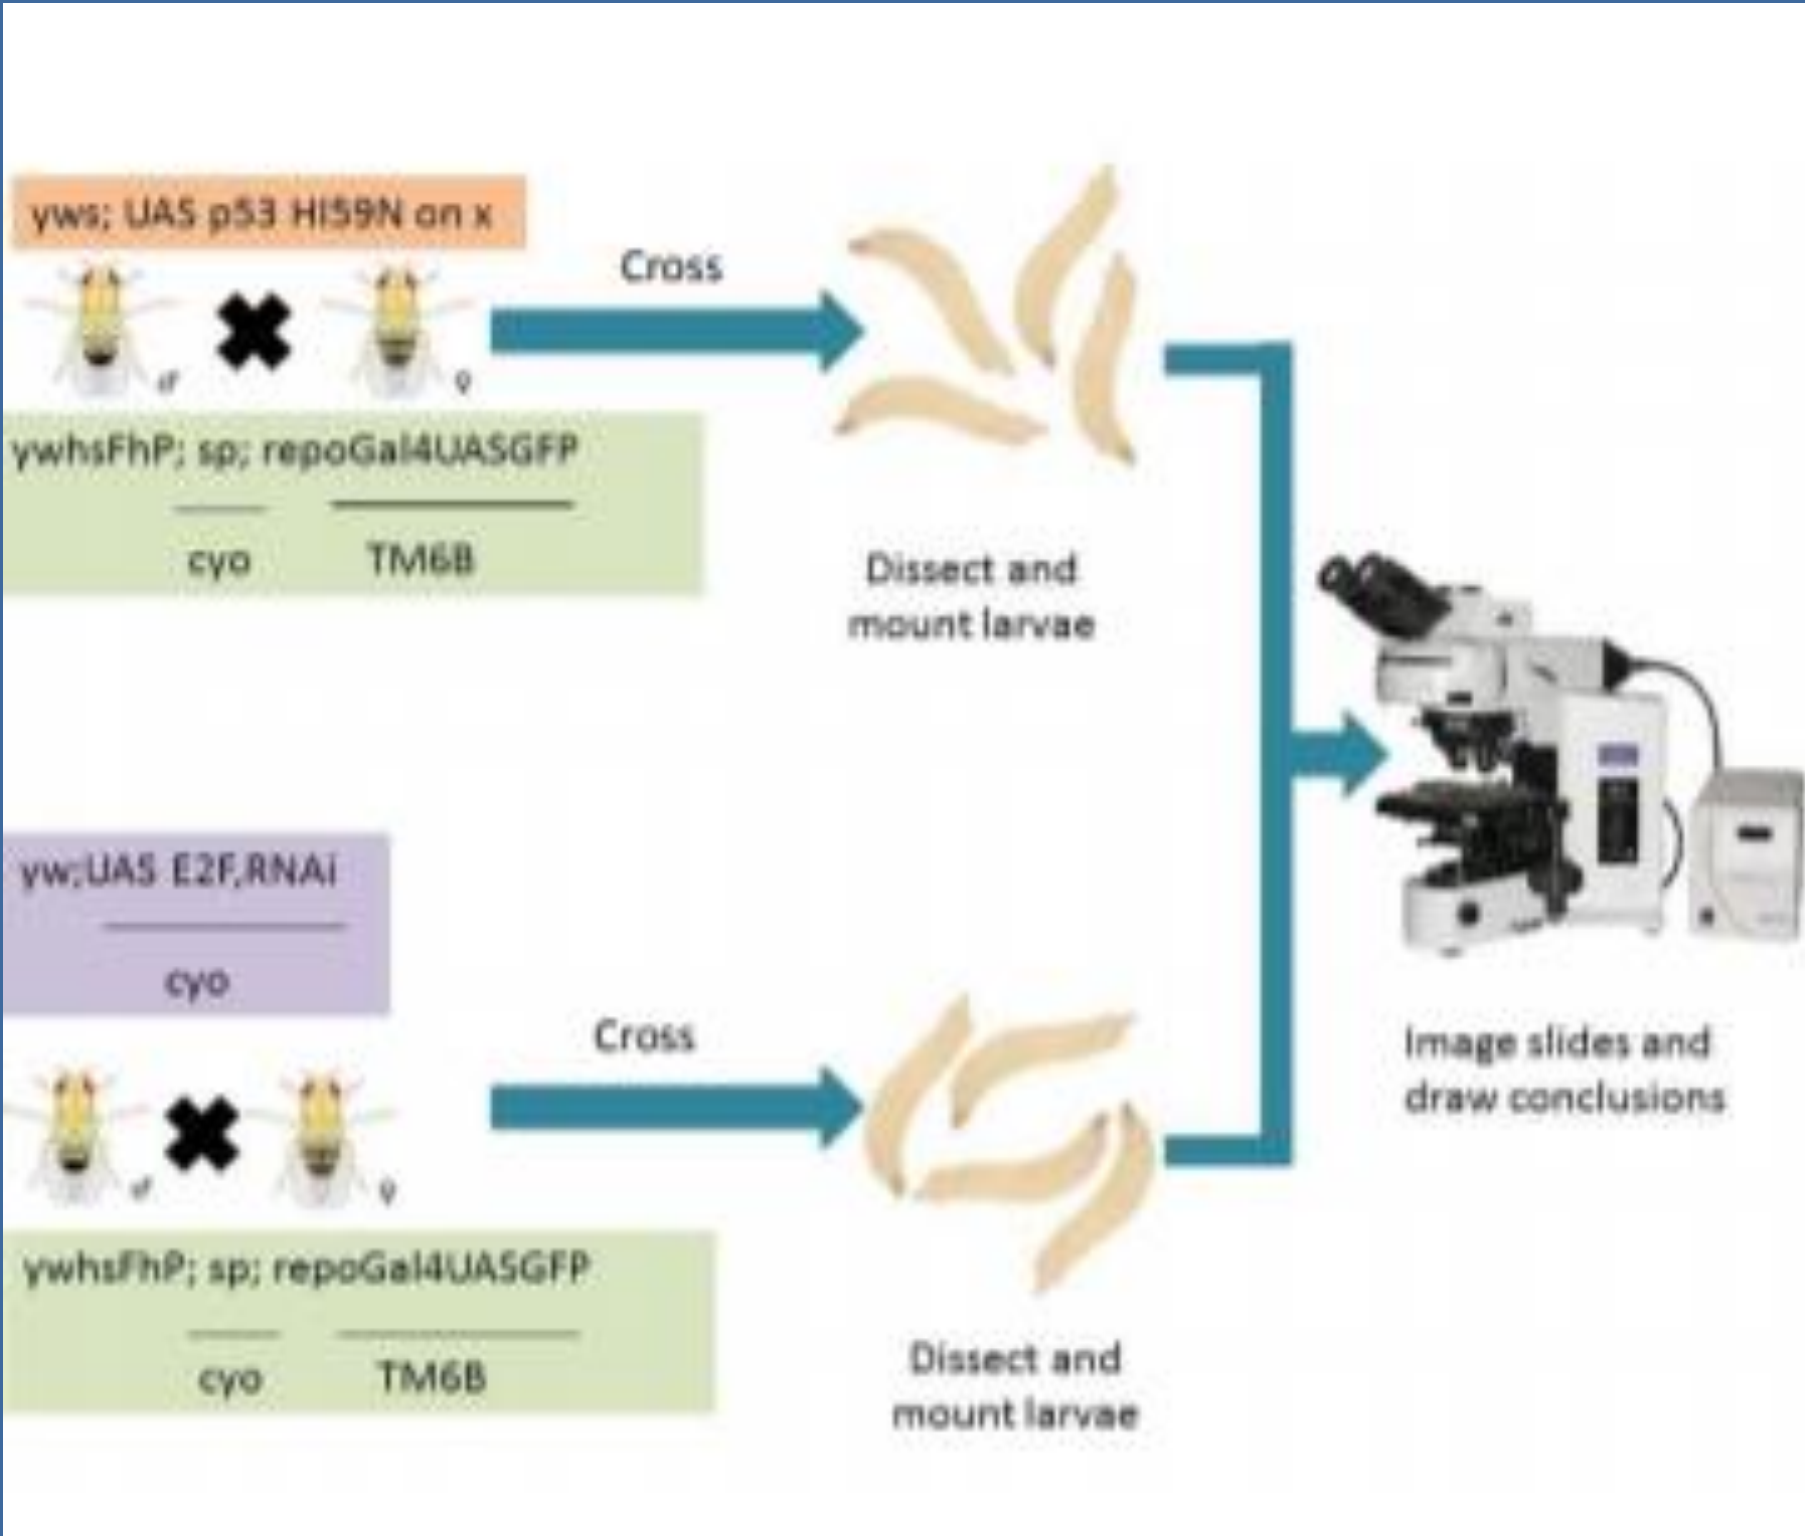 yws; UAS p53 HI59N on x
Cross
♂
♀
ywhsFhP; sp; repoGal4UASGFP
cyo TM6B
Dissect and
mount larvae
yw;UAS E2F,RNAi
cyo
Cross
♂
♀
ywhsFhP; sp; repoGal4UASGFP
cyo TM6B
Dissect and
mount larvae
Image slides and
draw conclusions